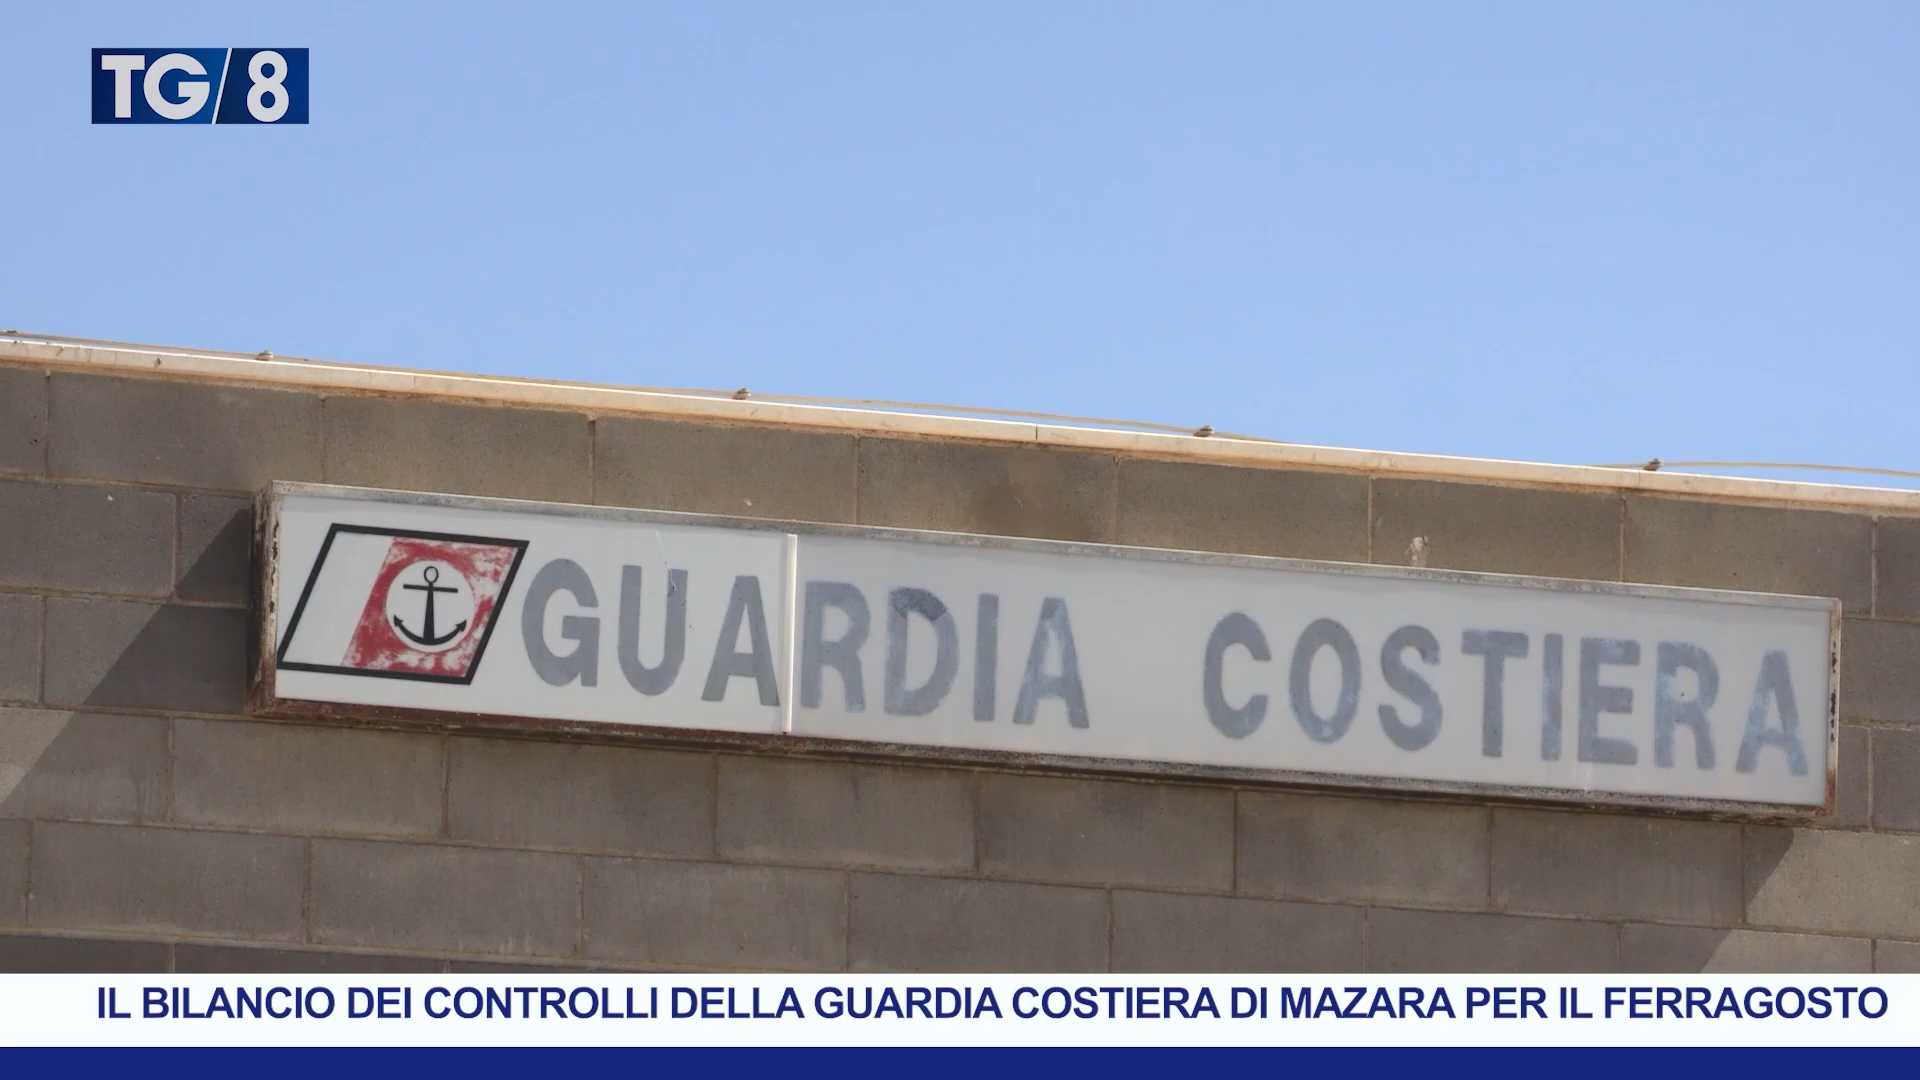 TG/8
GUARDIA COSTIERA
IL BILANCIO DEI CONTROLLI DELLA GUARDIA COSTIERA DI MAZARA PER IL FERRAGOSTO